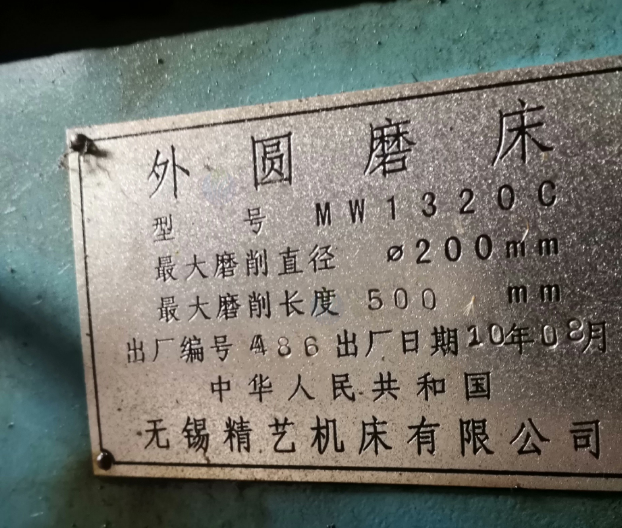 外圆磨床
型 号 MW1320C
最大磨削直径 ø200mm
最大磨削长度 500 mm
出厂编号 A86 出厂日期 10年08月
中华人民共和国
无锡精艺机床有限公司